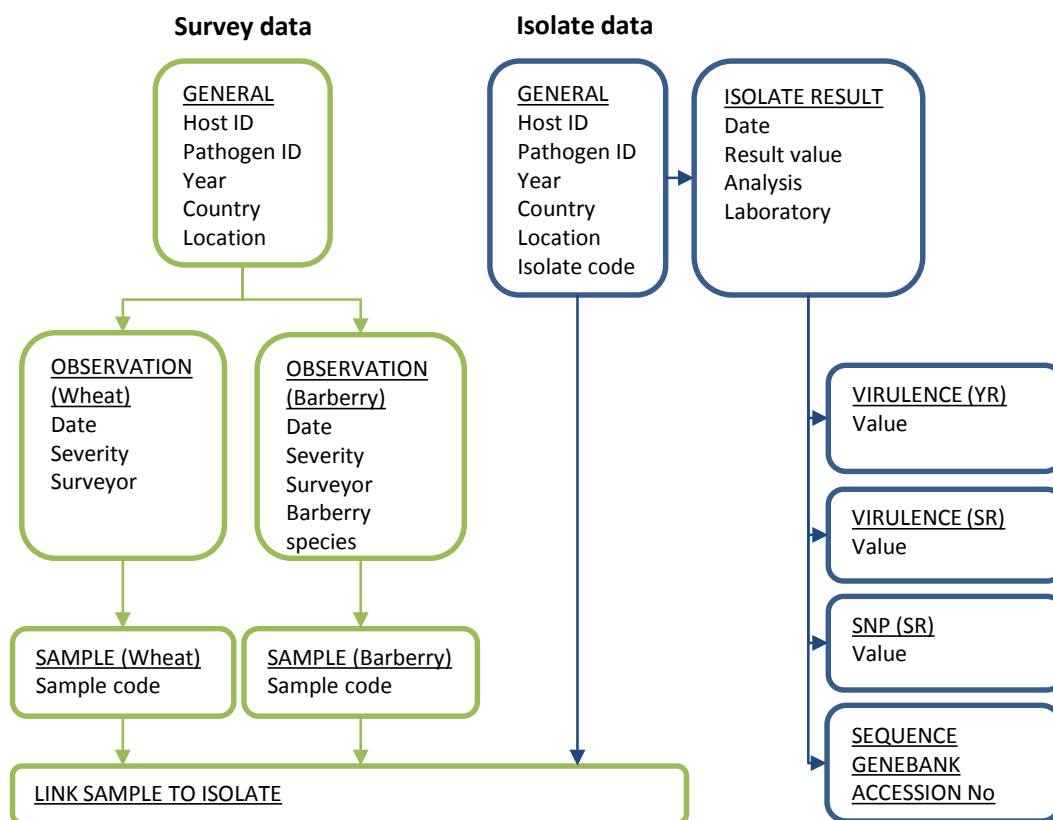 Survey data
GENERAL
Host ID
Pathogen ID
Year
Country
Location
OBSERVATION
(Wheat)
Date
Severity
Surveyor
OBSERVATION
(Barberry)
Date
Severity
Surveyor
Barberry
species
SAMPLE (Wheat)
Sample code
SAMPLE (Barberry)
Sample code
LINK SAMPLE TO ISOLATE
Isolate data
GENERAL
Host ID
Pathogen ID
Year
Country
Location
Isolate code
ISOLATE RESULT
Date
Result value
Analysis
Laboratory
VIRULENCE (YR)
Value
VIRULENCE (SR)
Value
SNP (SR)
Value
SEQUENCE
GENEBANK
ACCESSION No